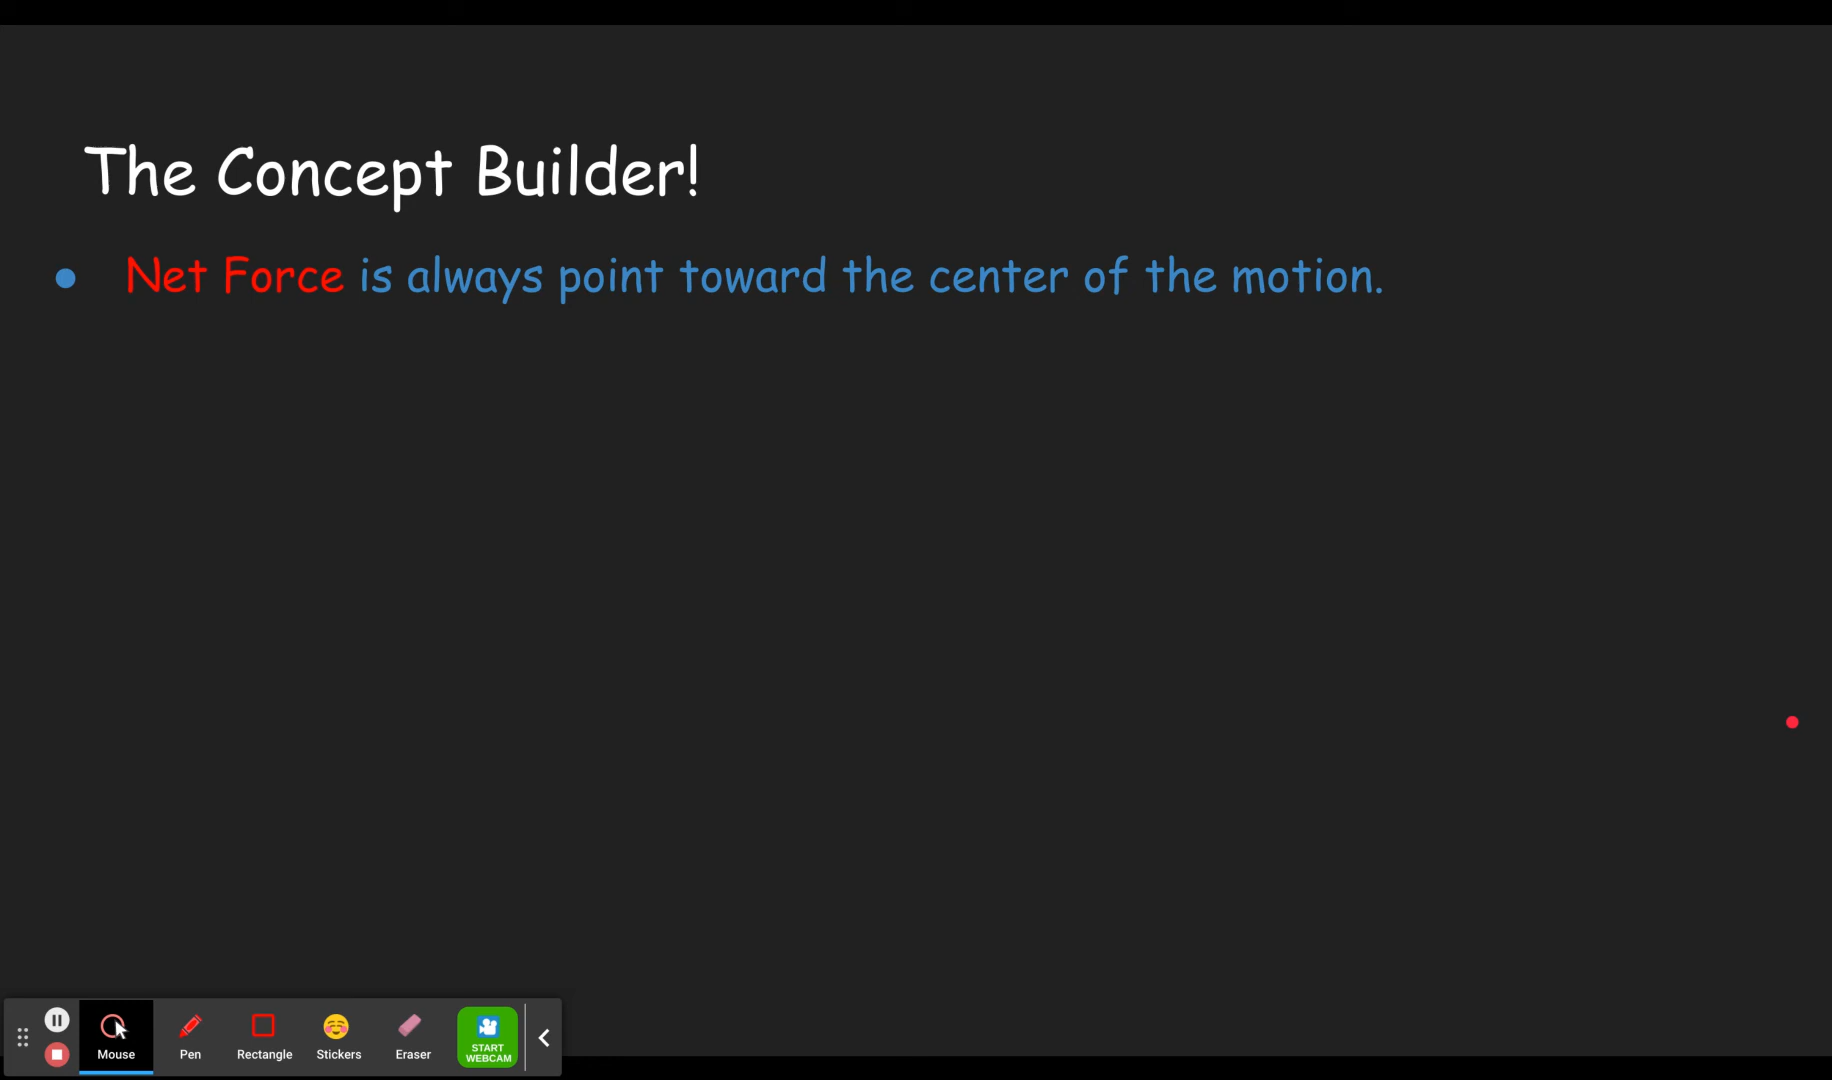 The Concept Builder!
Net Force is always point toward the center of the motion.
Mouse
Pen
Rectangle
Stickers
Eraser
START
WEBCAM